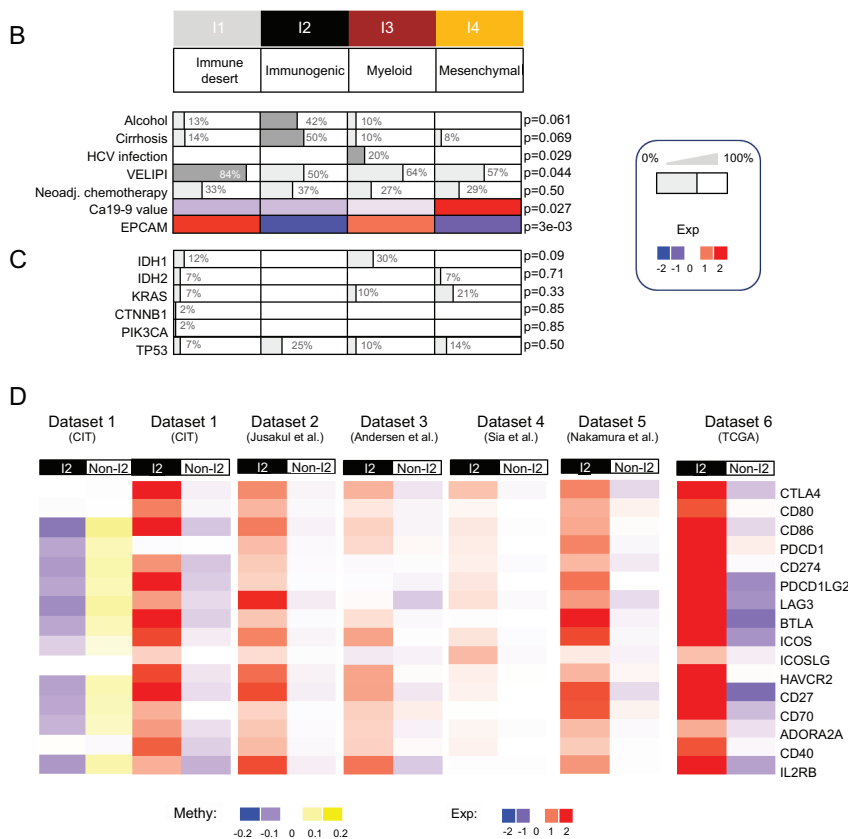 B
I1 I2 I3 I4
Immune desert Immunogenic Myeloid Mesenchymal
Alcohol 13% 42% 10% p=0.061
Cirrhosis 14% 50% 10% 8% p=0.069
HCV infection 20% p=0.029
VELIPI 84% 50% 64% 57% p=0.044
Neoadj. chemotherapy 33% 37% 27% 29% p=0.50
Ca19-9 value p=0.027
EPCAM p=3e-03
0% 100%
Exp
-2 -1 0 1 2
C
IDH1 12% 30% p=0.09
IDH2 7% 7% p=0.71
KRAS 7% 10% 21% p=0.33
CTNNB1 2% p=0.85
PIK3CA 2% p=0.85
TP53 7% 25% 10% 14% p=0.50
D
Dataset 1 Dataset 1 Dataset 2 Dataset 3 Dataset 4 Dataset 5 Dataset 6
(CIT) (CIT) (Jusakul et al.) (Andersen et al.) (Sia et al.) (Nakamura et al.) (TCGA)
I2 Non-I2 I2 Non-I2 I2 Non-I2 I2 Non-I2 I2 Non-I2 I2 Non-I2 I2 Non-I2
CTLA4
CD80
CD86
PDCD1
CD274
PDCD1LG2
LAG3
BTLA
ICOS
ICOSLG
HAVCR2
CD27
CD70
ADORA2A
CD40
IL2RB
Methy: -0.2 -0.1 0 0.1 0.2
Exp: -2 -1 0 1 2